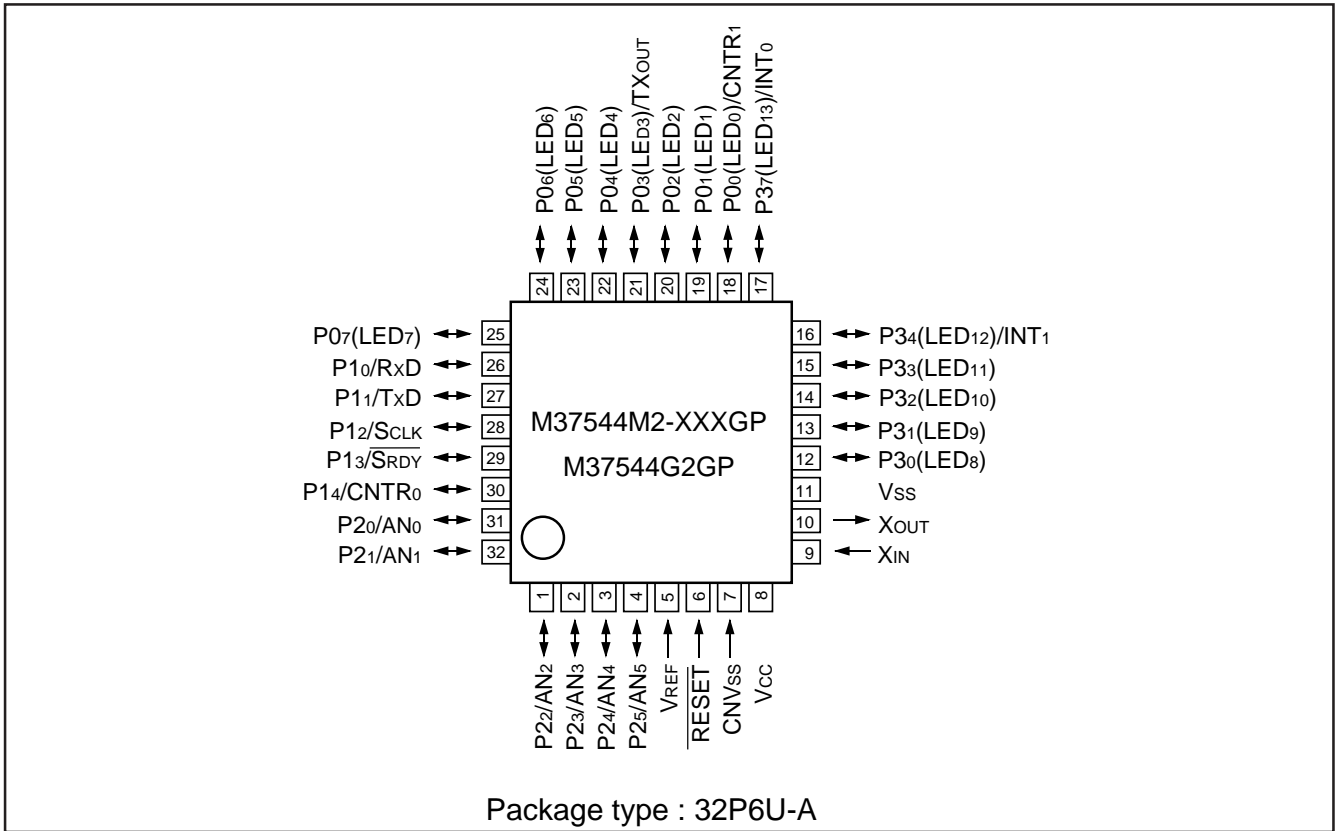 P06(LED6)
P05(LED5)
P04(LED4)
P03(LED3)/TXOUT
P02(LED2)
P01(LED1)
P00(LED0)/CNTR1
P37(LED13)/INT0
24
23
22
21
20
19
18
17
P07(LED7) 25
P10/RXD 26
P11/TXD 27
P12/SCLK 28
P13/S̅R̅D̅Y̅ 29
P14/CNTR0 30
P20/AN0 31
P21/AN1 32
M37544M2-XXXGP
M37544G2GP
16 P34(LED12)/INT1
15 P33(LED11)
14 P32(LED10)
13 P31(LED9)
12 P30(LED8)
11 VSS
10 XOUT
9 XIN
1
2
3
4
5
6
7
8
P22/AN2
P23/AN3
P24/AN4
P25/AN5
VREF
R̅E̅S̅E̅T̅
CNVSS
VCC
Package type : 32P6U-A